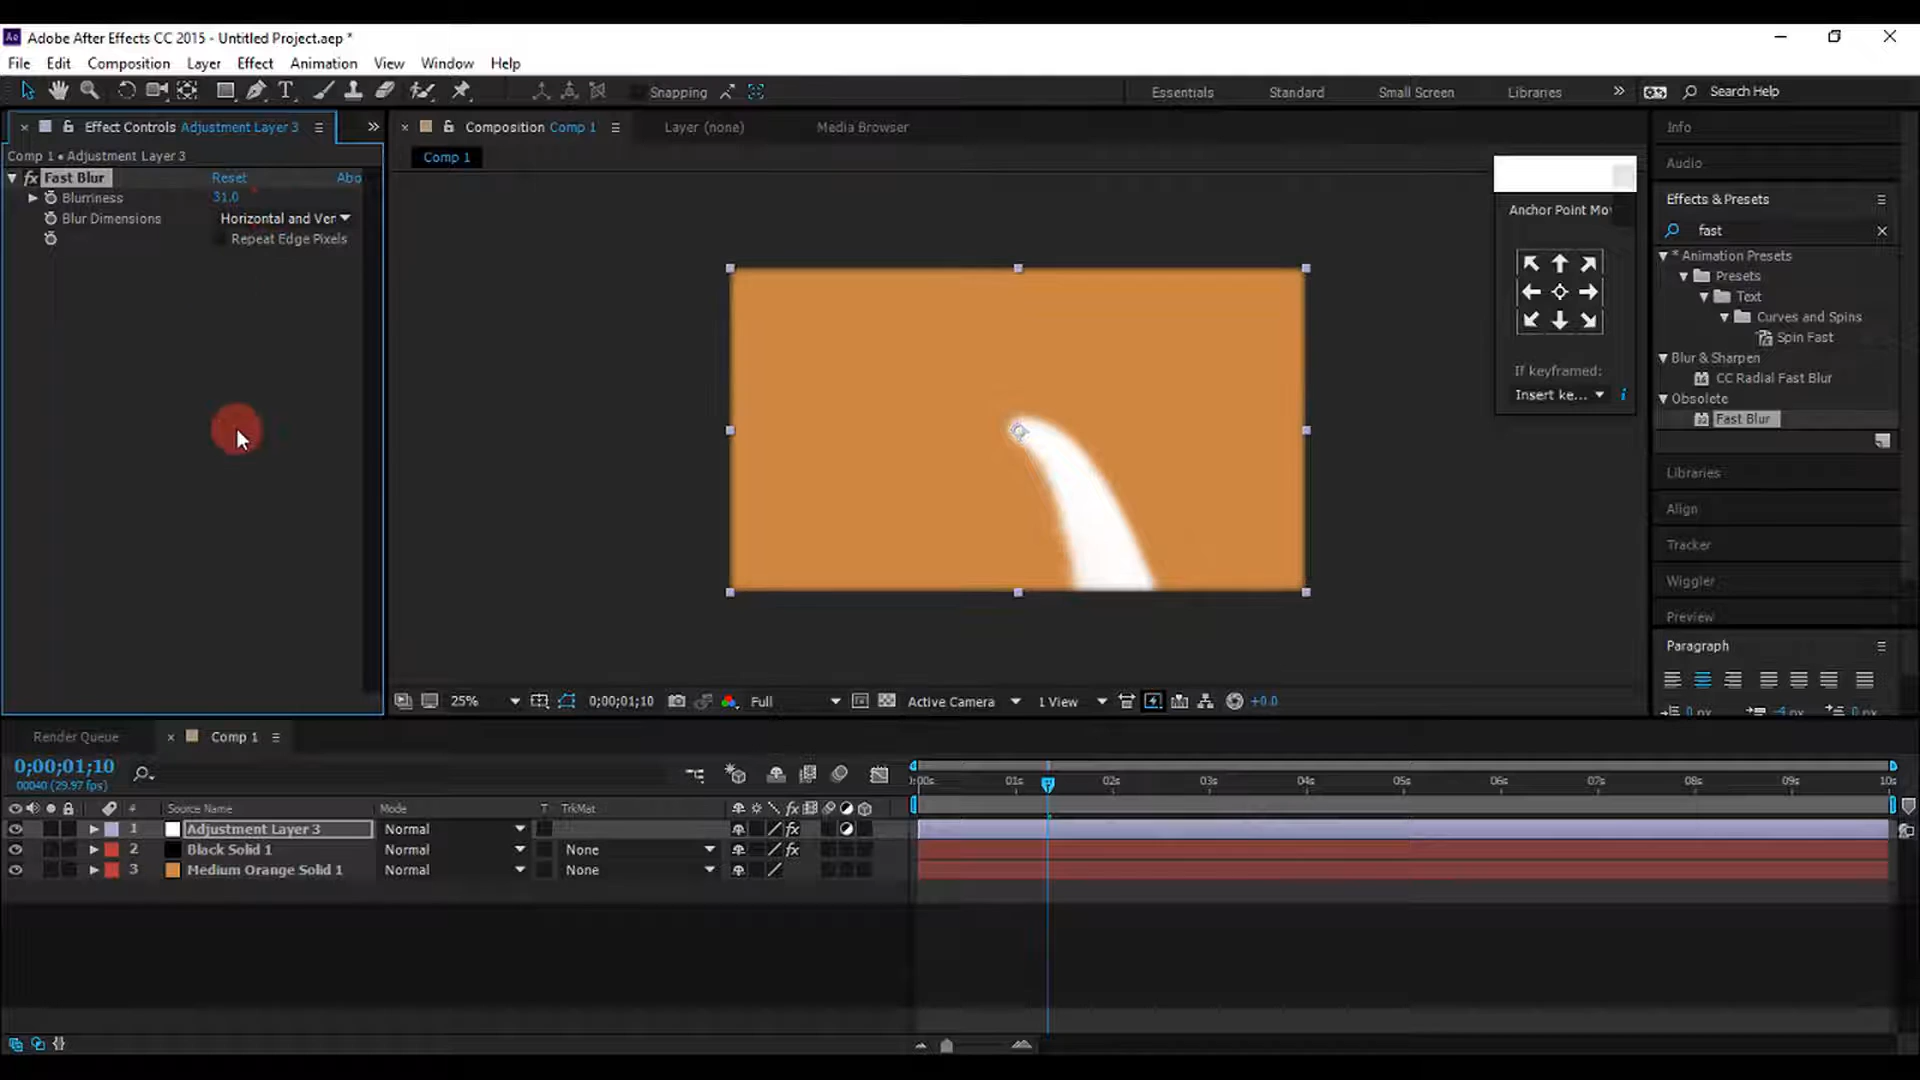 Ae Adobe After Effects CC 2015 - Untitled Project.aep *
File Edit Composition Layer Effect Animation View Window Help
Snapping
Essentials Standard Small Screen Libraries Search Help
Effect Controls Adjustment Layer 3
Comp 1 • Adjustment Layer 3
fx Fast Blur Reset Abo
Blurriness 31.0
Blur Dimensions Horizontal and Ver
Repeat Edge Pixels
Composition Comp 1 Layer (none) Media Browser
Comp 1
Anchor Point Mo
If keyframed:
Insert ke...
25% 0;00;01;10 Full Active Camera 1 View +0.0
Info
Audio
Effects & Presets
fast
* Animation Presets
Presets
Text
Curves and Spins
Spin Fast
Blur & Sharpen
CC Radial Fast Blur
Obsolete
Fast Blur
Libraries
Align
Tracker
Wiggler
Preview
Paragraph
0 px -4 px 0 px
Render Queue Comp 1
0;00;01;10
00040 (29.97 fps)
:00s 01s 02s 03s 04s 05s 06s 07s 08s 09s 10s
# Source Name Mode T TrkMat
1 Adjustment Layer 3 Normal
2 Black Solid 1 Normal None
3 Medium Orange Solid 1 Normal None